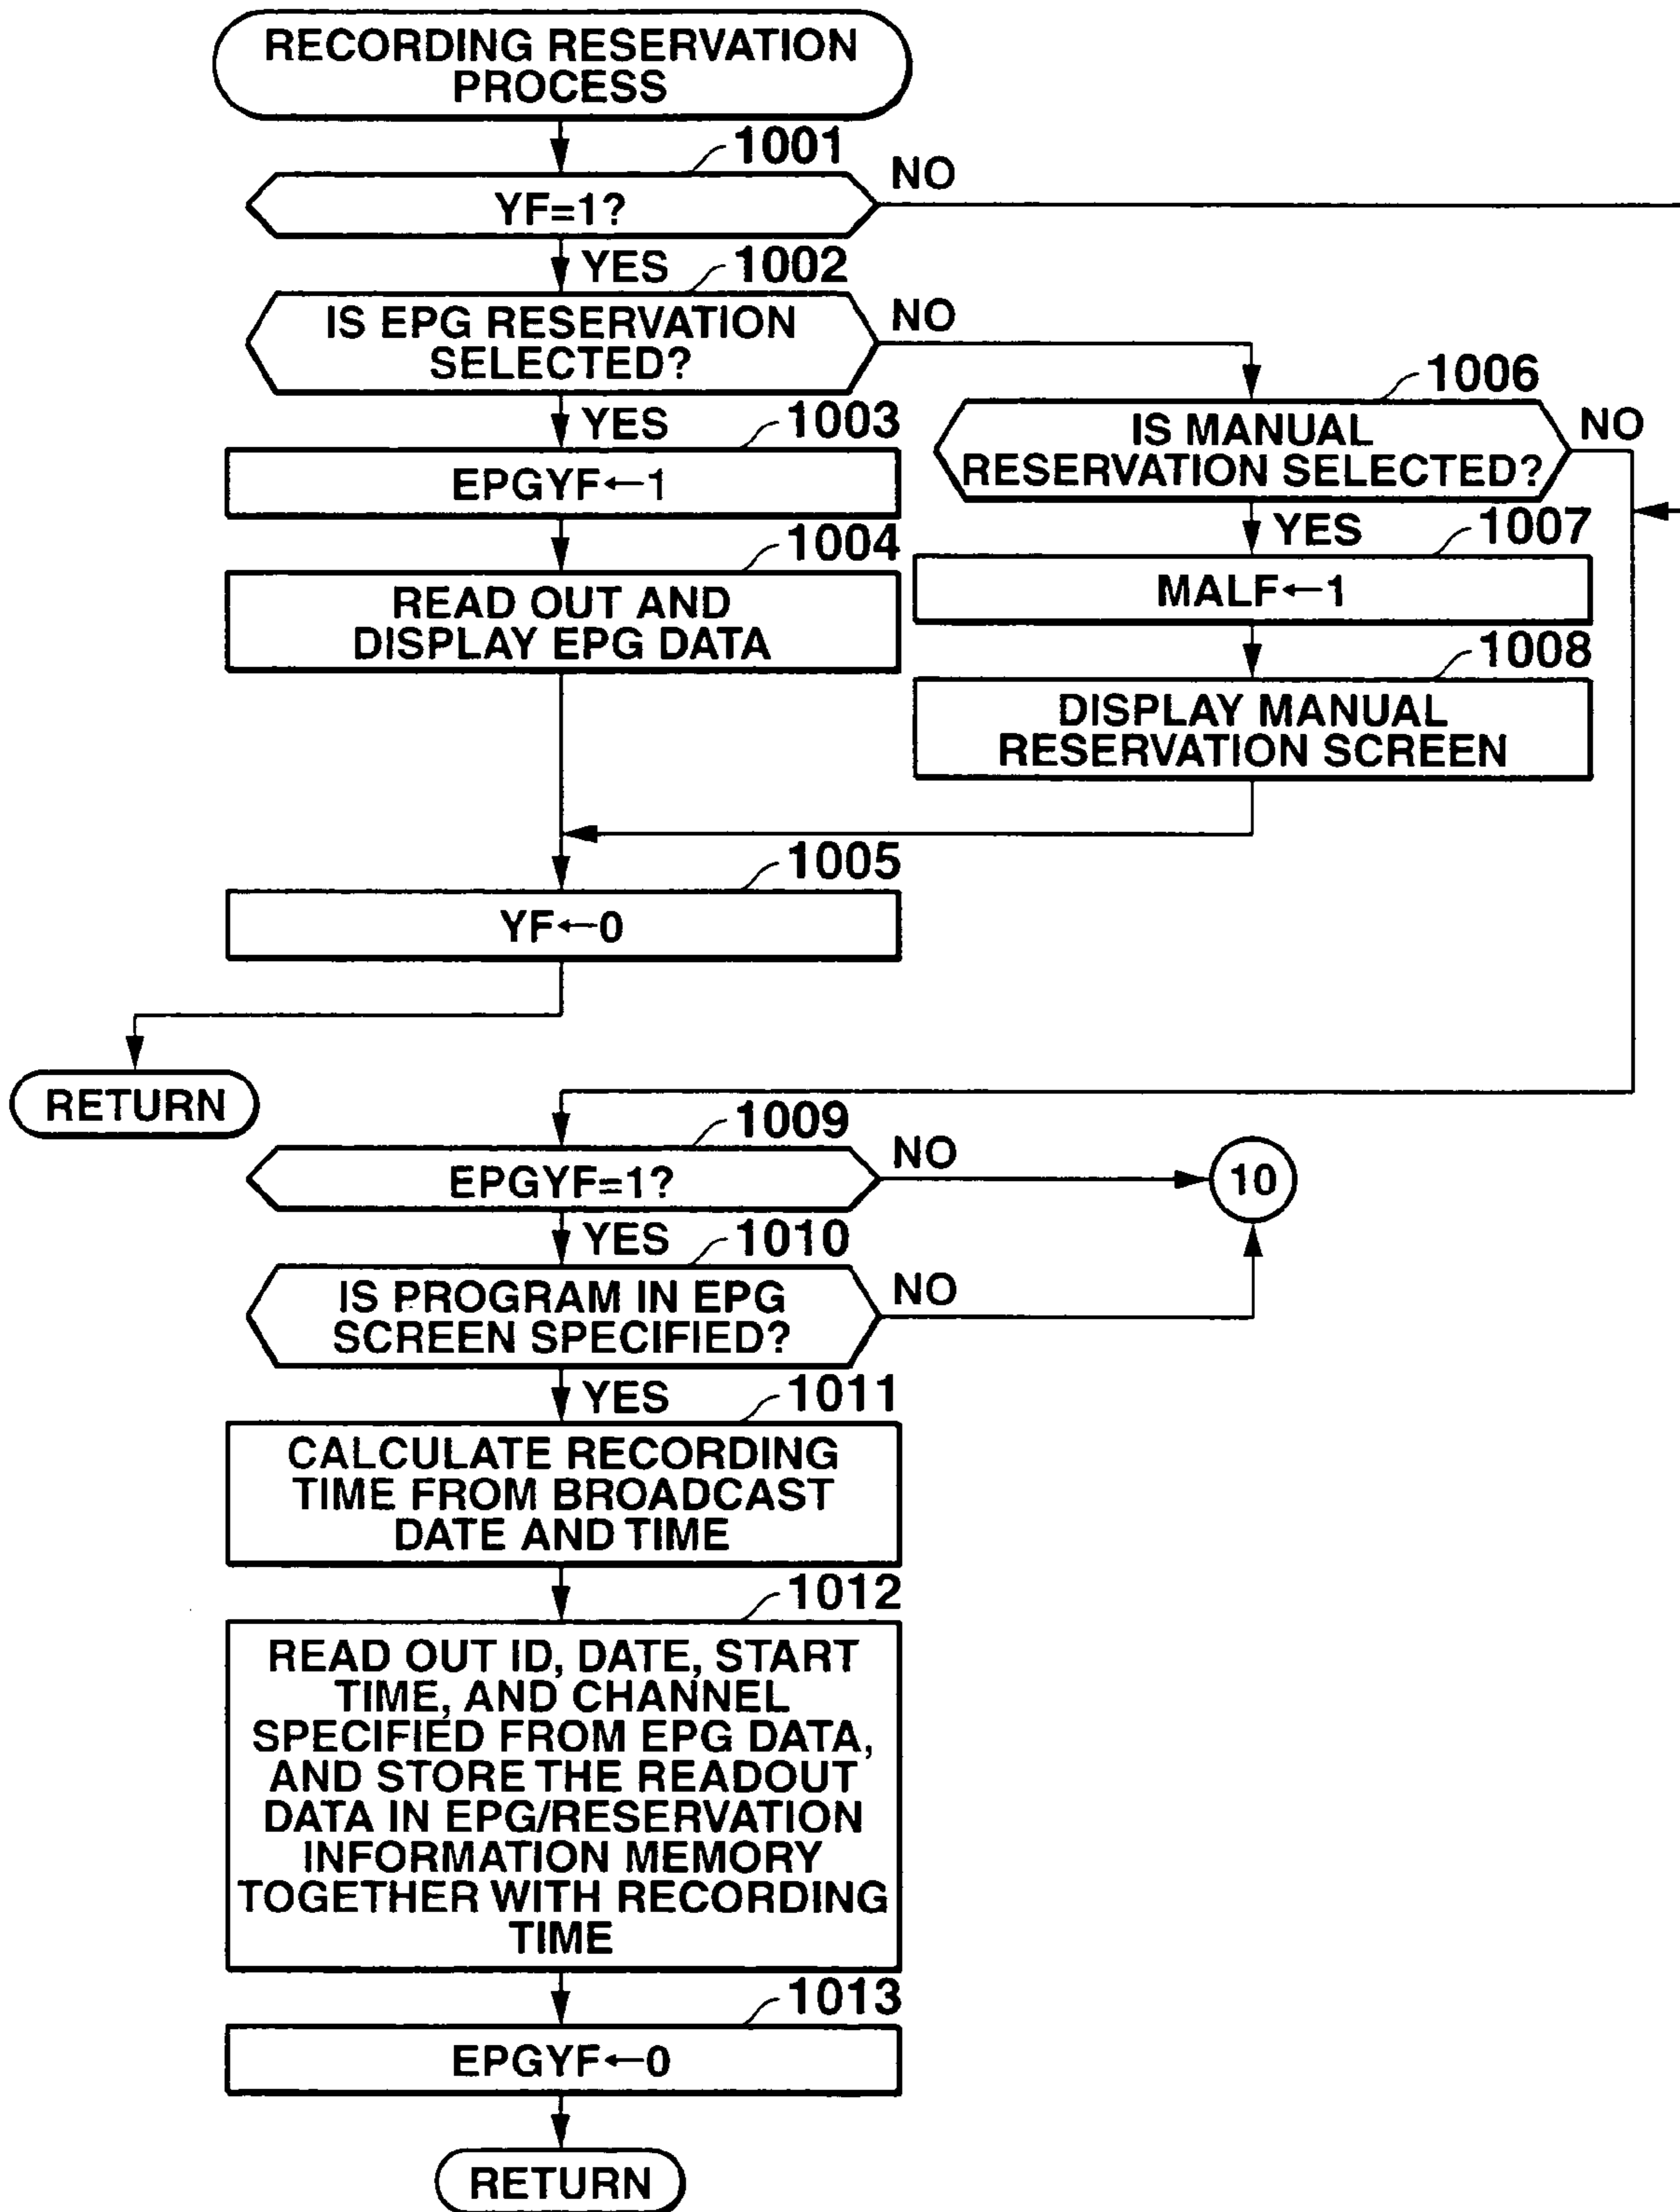 RECORDING RESERVATION
PROCESS
1001
YF=1?
NO
YES
1002
IS EPG RESERVATION
SELECTED?
NO
YES
1003
EPGYF←1
1004
READ OUT AND
DISPLAY EPG DATA
1006
IS MANUAL
RESERVATION SELECTED?
NO
YES
1007
MALF←1
1008
DISPLAY MANUAL
RESERVATION SCREEN
1005
YF←0
RETURN
1009
EPGYF=1?
NO
10
YES
1010
IS PROGRAM IN EPG
SCREEN SPECIFIED?
NO
YES
1011
CALCULATE RECORDING
TIME FROM BROADCAST
DATE AND TIME
1012
READ OUT ID, DATE, START
TIME, AND CHANNEL
SPECIFIED FROM EPG DATA,
AND STORE THE READOUT
DATA IN EPG/RESERVATION
INFORMATION MEMORY
TOGETHER WITH RECORDING
TIME
1013
EPGYF←0
RETURN